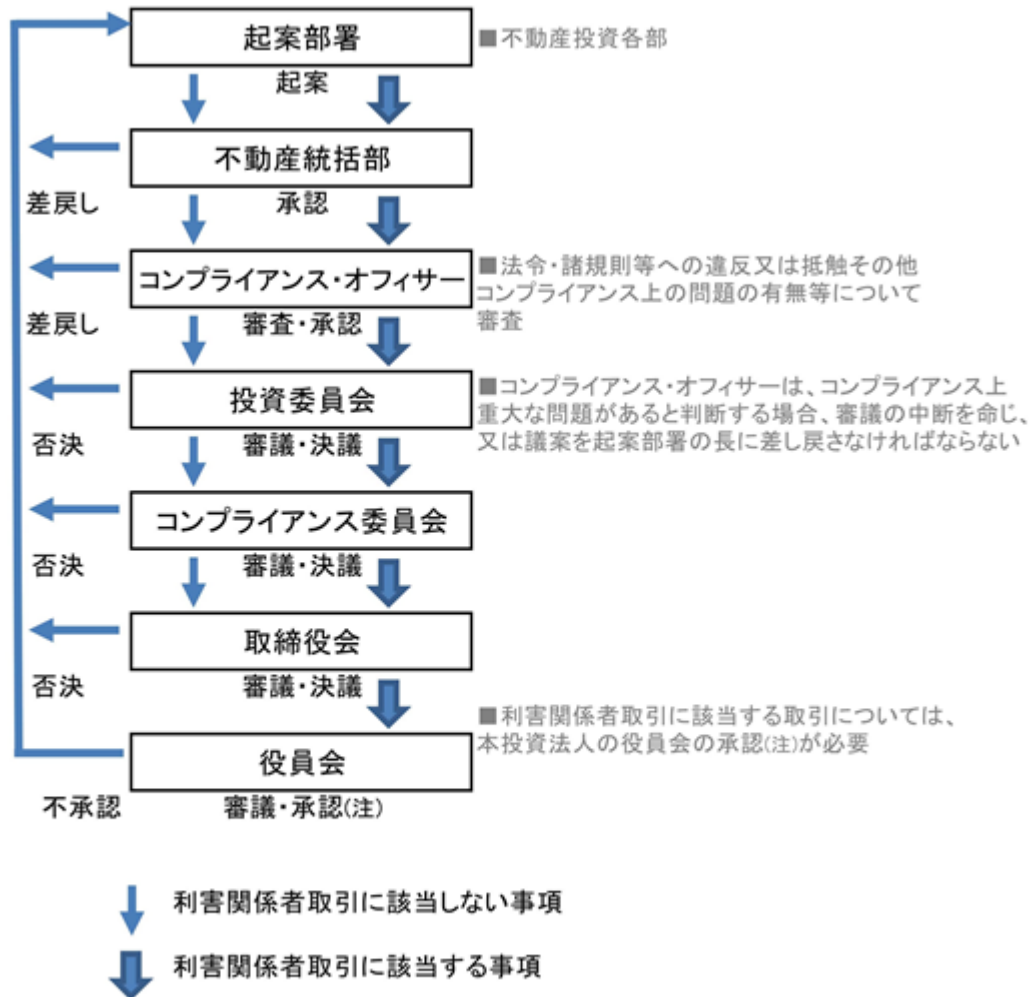 起案部署
■不動産投資各部
起案
不動産統括部
差戻し
承認
コンプライアンス・オフィサー
■法令・諸規則等への違反又は抵触その他
コンプライアンス上の問題の有無等について
審査
差戻し
審査・承認
投資委員会
■コンプライアンス・オフィサーは、コンプライアンス上
重大な問題があると判断する場合、審議の中断を命じ、
又は議案を起案部署の長に差し戻さなければならない
否決
審議・決議
コンプライアンス委員会
否決
審議・決議
取締役会
否決
審議・決議
■利害関係者取引に該当する取引については、
本投資法人の役員会の承認(注)が必要
役員会
不承認
審議・承認(注)
利害関係者取引に該当しない事項
利害関係者取引に該当する事項